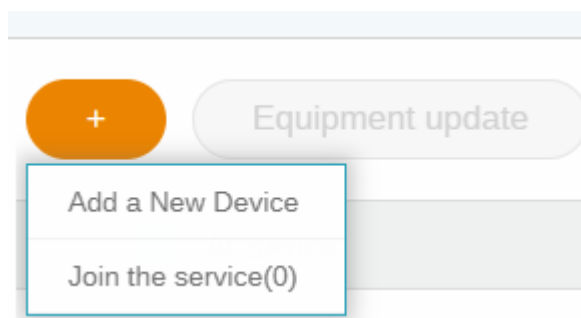 +
Equipment update
Add a New Device
Join the service(0)